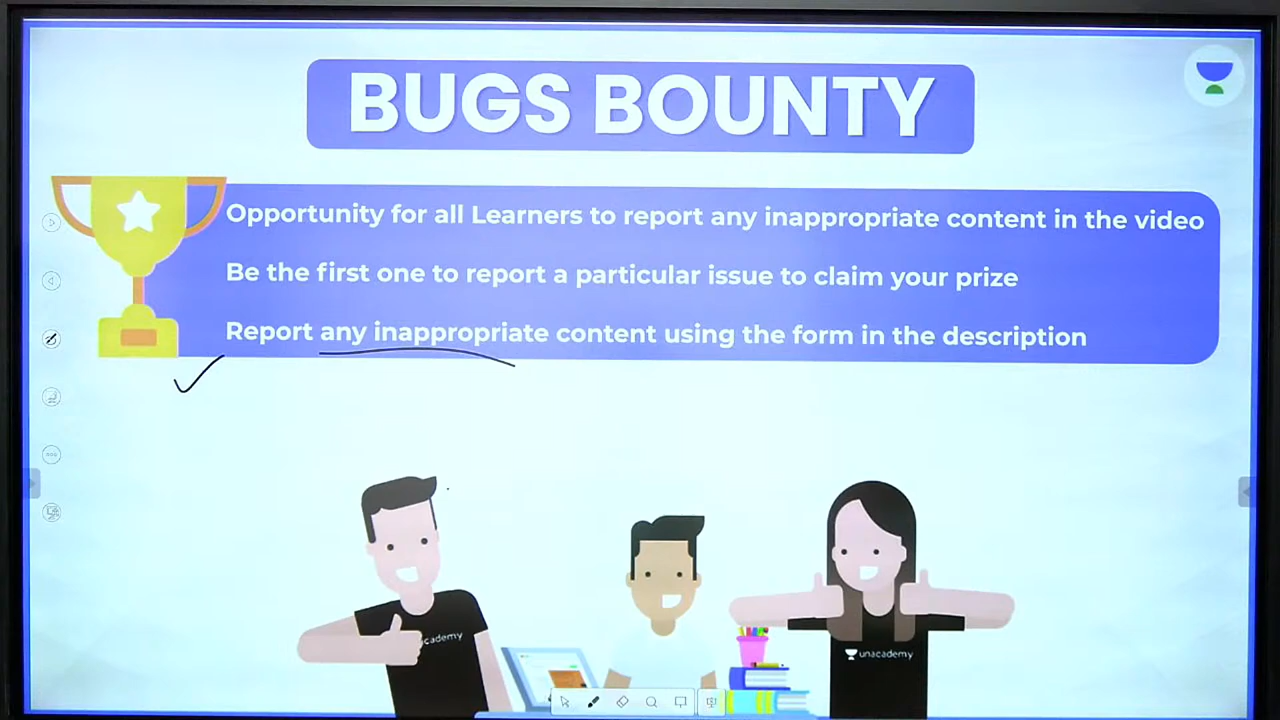 BUGS BOUNTY
Opportunity for all Learners to report any inappropriate content in the video
Be the first one to report a particular issue to claim your prize
Report any inappropriate content using the form in the description
academy
unacademy